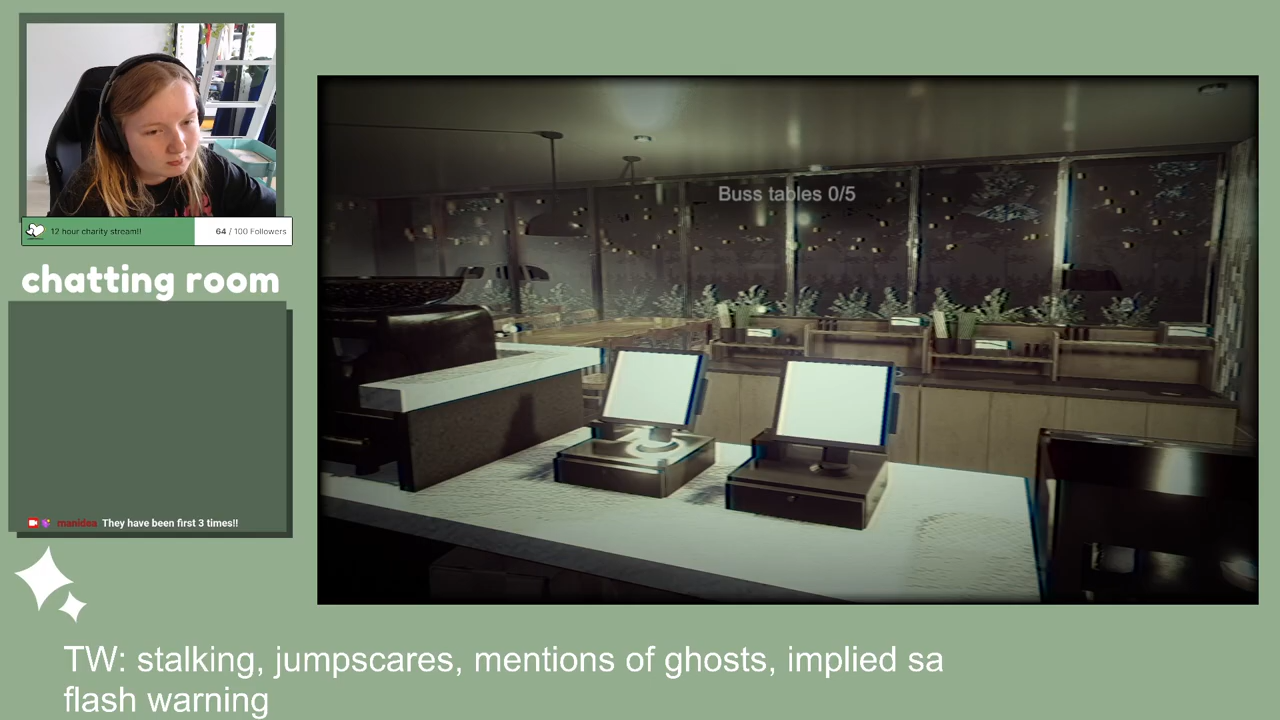 12 hour charity stream!! 64 / 100 Followers
chatting room
manidea They have been first 3 times!!
Buss tables 0/5
TW: stalking, jumpscares, mentions of ghosts, implied sa
flash warning